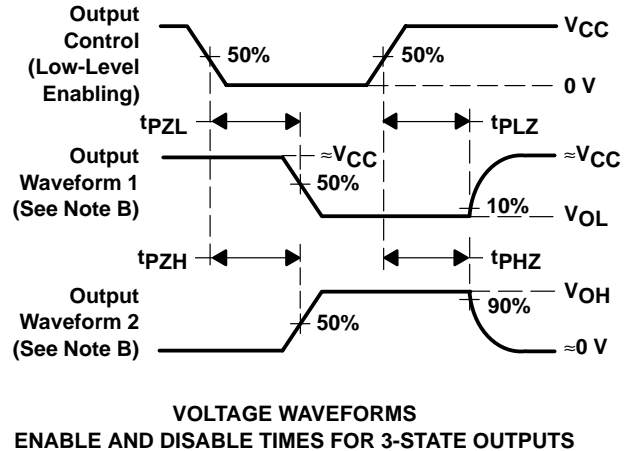 Output
Control
(Low-Level
Enabling)
50%
50%
VCC
0 V
tPZL
tPLZ
Output
Waveform 1
(See Note B)
≈VCC
50%
10%
≈VCC
VOL
tPZH
tPHZ
Output
Waveform 2
(See Note B)
50%
90%
VOH
≈0 V
VOLTAGE WAVEFORMS
ENABLE AND DISABLE TIMES FOR 3-STATE OUTPUTS